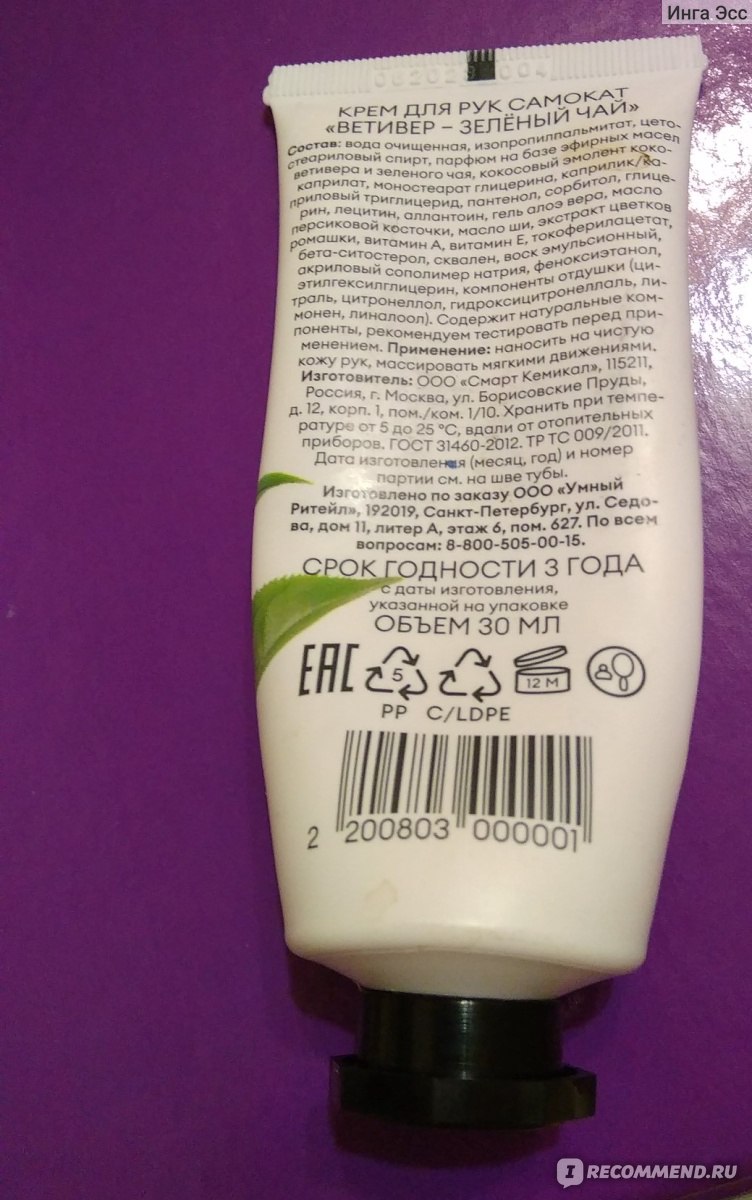 Инга Эсс
КРЕМ ДЛЯ РУК САМОКАТ
«ВЕТИВЕР – ЗЕЛЁНЫЙ ЧАЙ»
Состав: вода очищенная, изопропилпальмитат, цето-
стеариловый спирт, парфюм на базе эфирных масел
ветивера и зеленого чая, кокосовый эмолент коко-
каприлат, моностеарат глицерина, каприлик/ка-
приловый триглицерид, пантенол, сорбитол, глице-
рин, лецитин, аллантоин, гель алоэ вера, масло
персиковой косточки, масло ши, экстракт цветков
ромашки, витамин А, витамин Е, токоферилацетат,
бета-ситостерол, сквален, воск эмульсионный,
акриловый сополимер натрия, феноксиэтанол,
этилгексилглицерин, компоненты отдушки (ци-
траль, цитронеллол, гидроксицитронеллаль, ли-
монен, линалоол). Содержит натуральные ком-
поненты, рекомендуем тестировать перед при-
менением. Применение: наносить на чистую
кожу рук, массировать мягкими движениями.
Изготовитель: ООО «Смарт Кемикал», 115211,
Россия, г. Москва, ул. Борисовские Пруды,
д. 12, корп. 1, пом./ком. 1/10. Хранить при темпе-
ратуре от 5 до 25 °С, вдали от отопительных
приборов. ГОСТ 31460-2012. ТР ТС 009/2011.
Дата изготовления (месяц, год) и номер
партии см. на шве тубы.
Изготовлено по заказу ООО «Умный
Ритейл», 192019, Санкт-Петербург, ул. Седо-
ва, дом 11, литер А, этаж 6, пом. 627. По всем
вопросам: 8-800-505-00-15.
СРОК ГОДНОСТИ 3 ГОДА
с даты изготовления,
указанной на упаковке
ОБЪЕМ 30 МЛ
EAC 5 12 M
PP C/LDPE
2 200803 000001
IRECOMMEND.RU